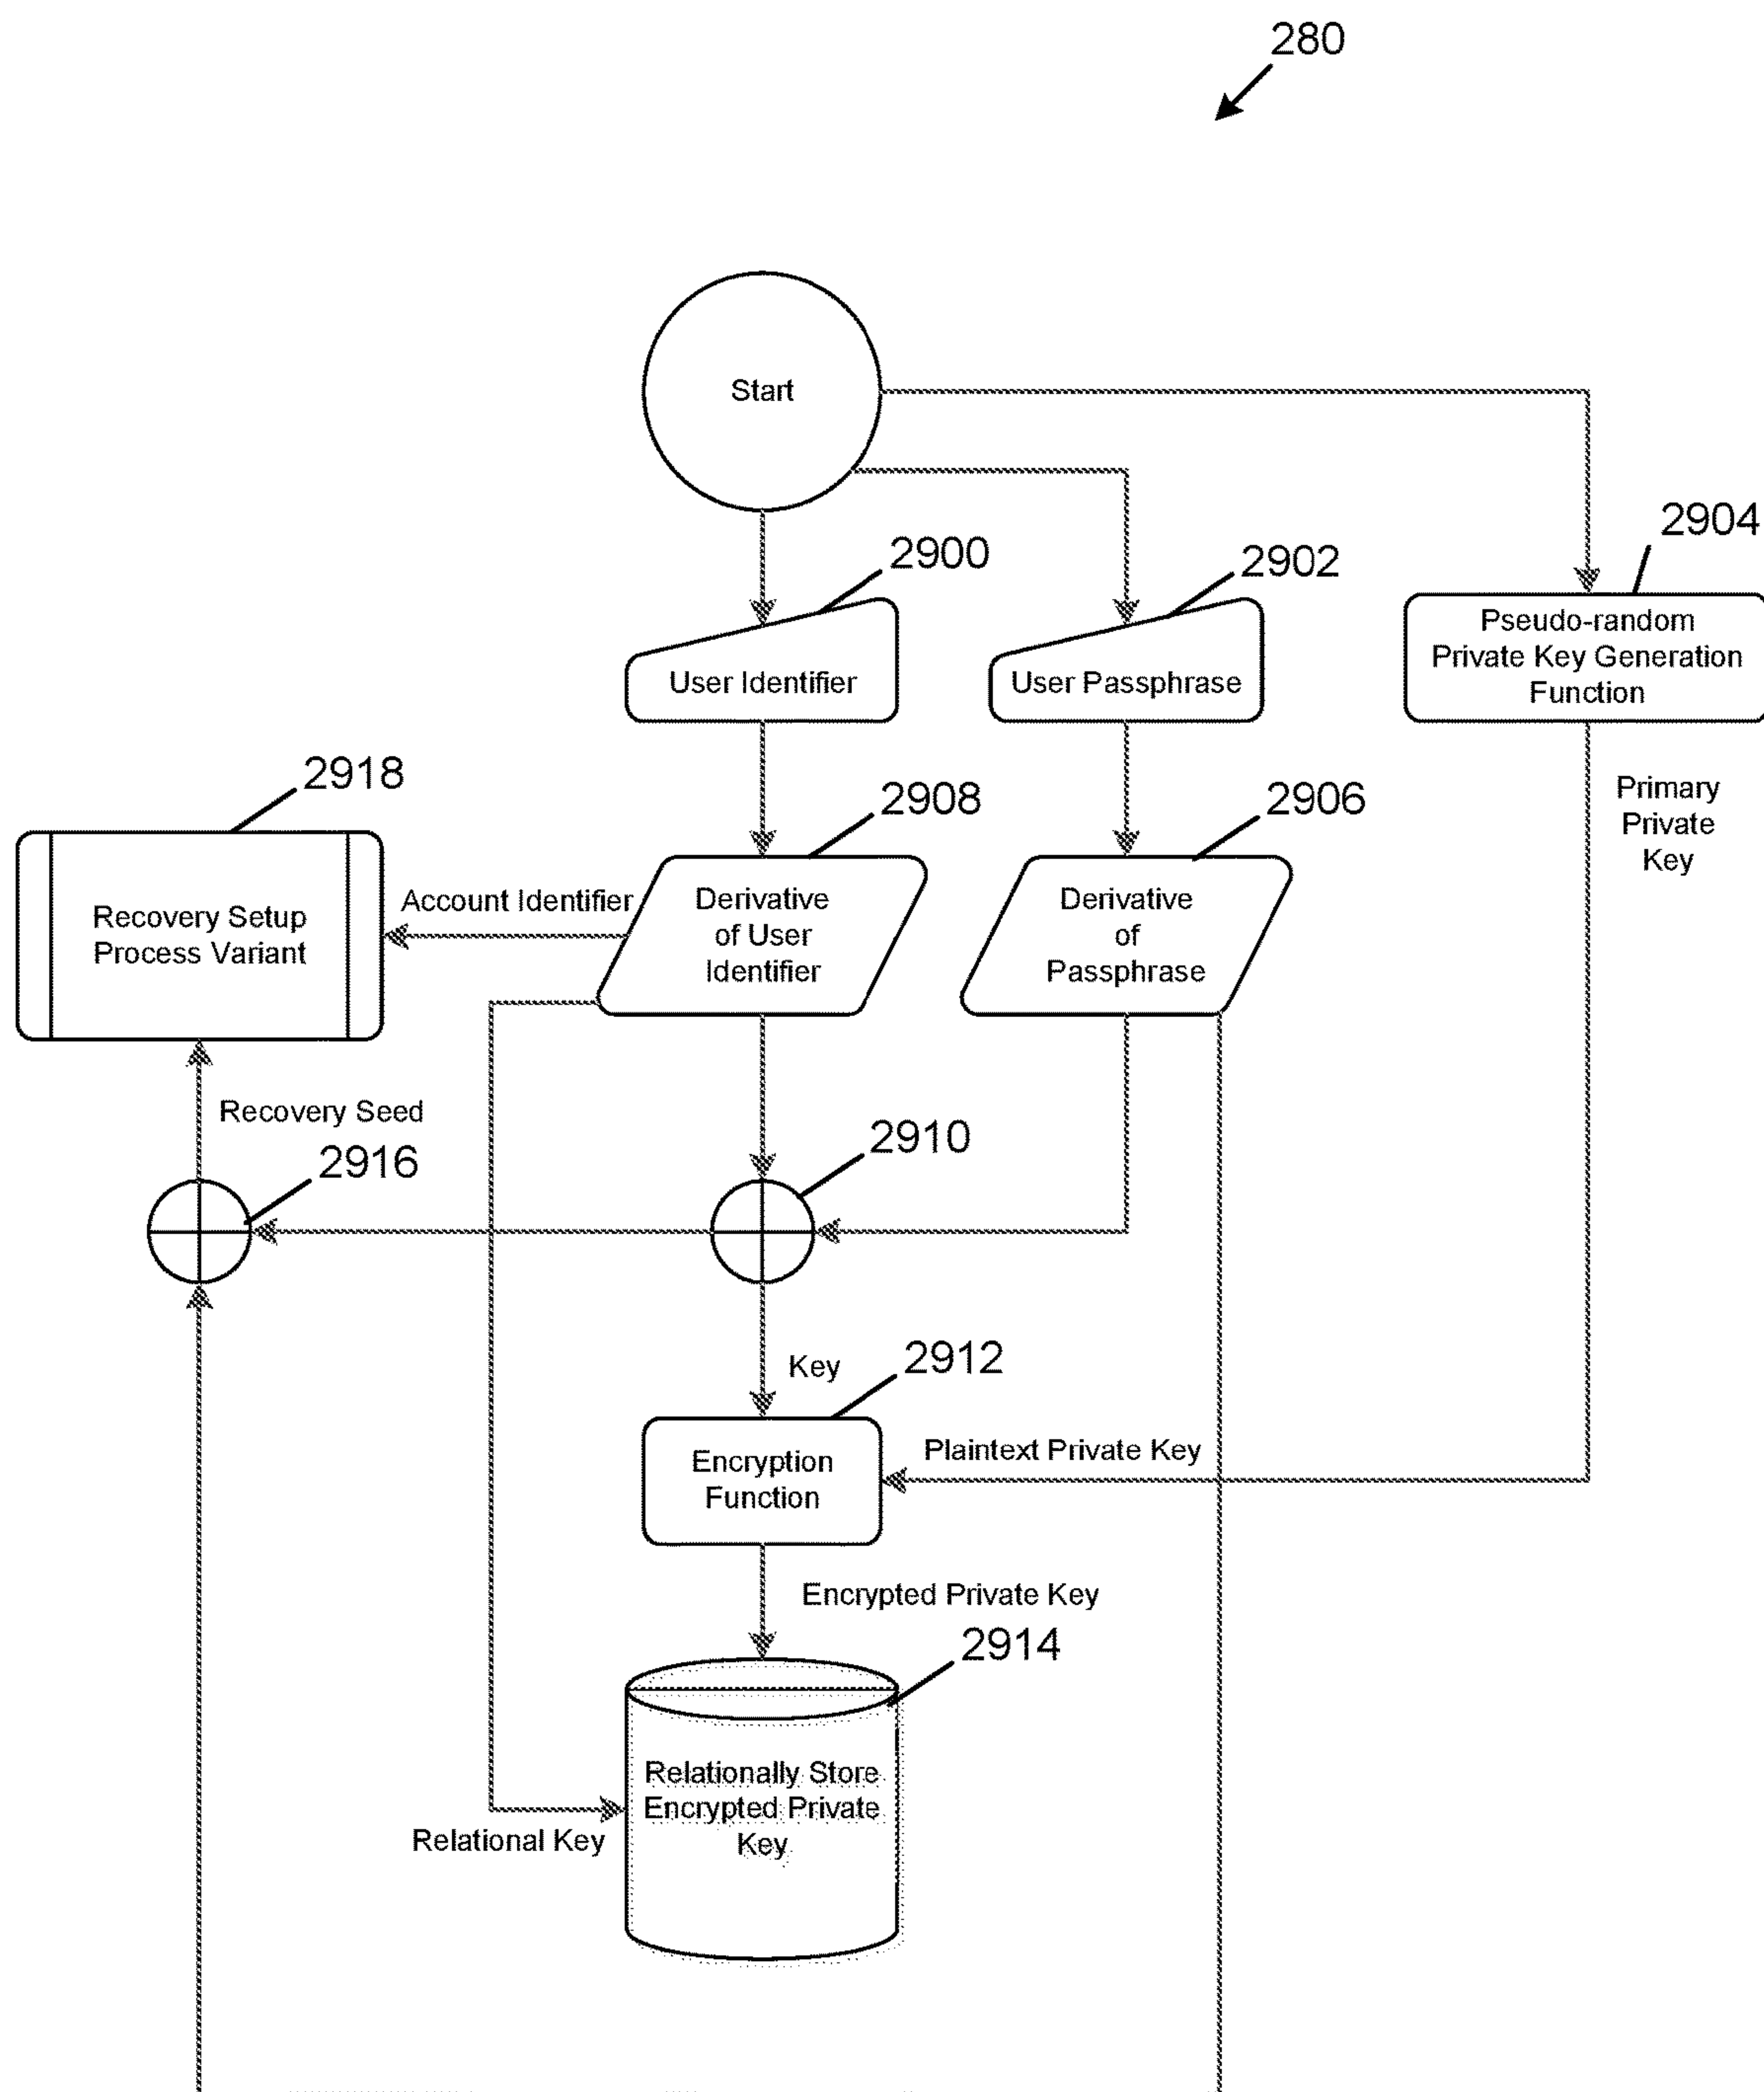 280
Start
2900
2902
2904
User Identifier
User Passphrase
Pseudo-random
Private Key Generation
Function
2918
2908
2906
Primary
Private
Key
Recovery Setup
Process Variant
Account Identifier
Derivative
of User
Identifier
Derivative
of
Passphrase
Recovery Seed
2916
2910
Key
2912
Encryption
Function
Plaintext Private Key
Encrypted Private Key
2914
Relationally Store
Encrypted Private
Key
Relational Key